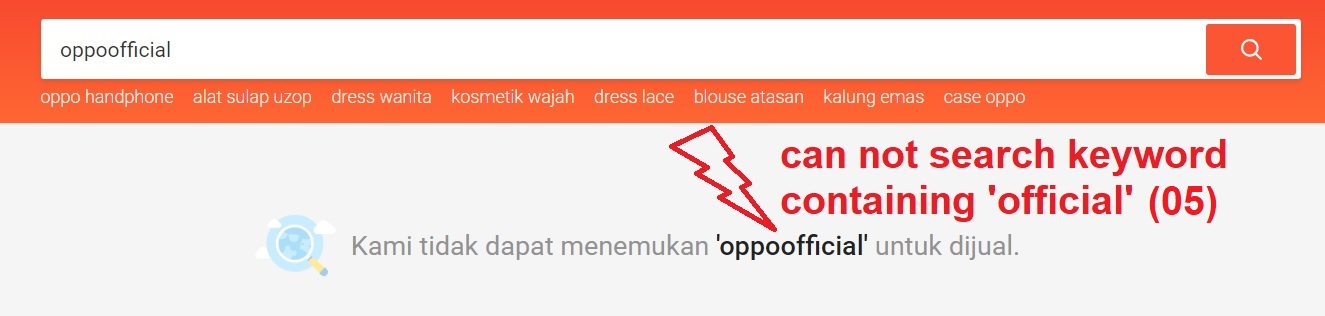 oppoofficial
oppo handphone alat sulap uzop dress wanita kosmetik wajah dress lace blouse atasan kalung emas case oppo
can not search keyword
containing 'official' (05)
Kami tidak dapat menemukan 'oppoofficial' untuk dijual.